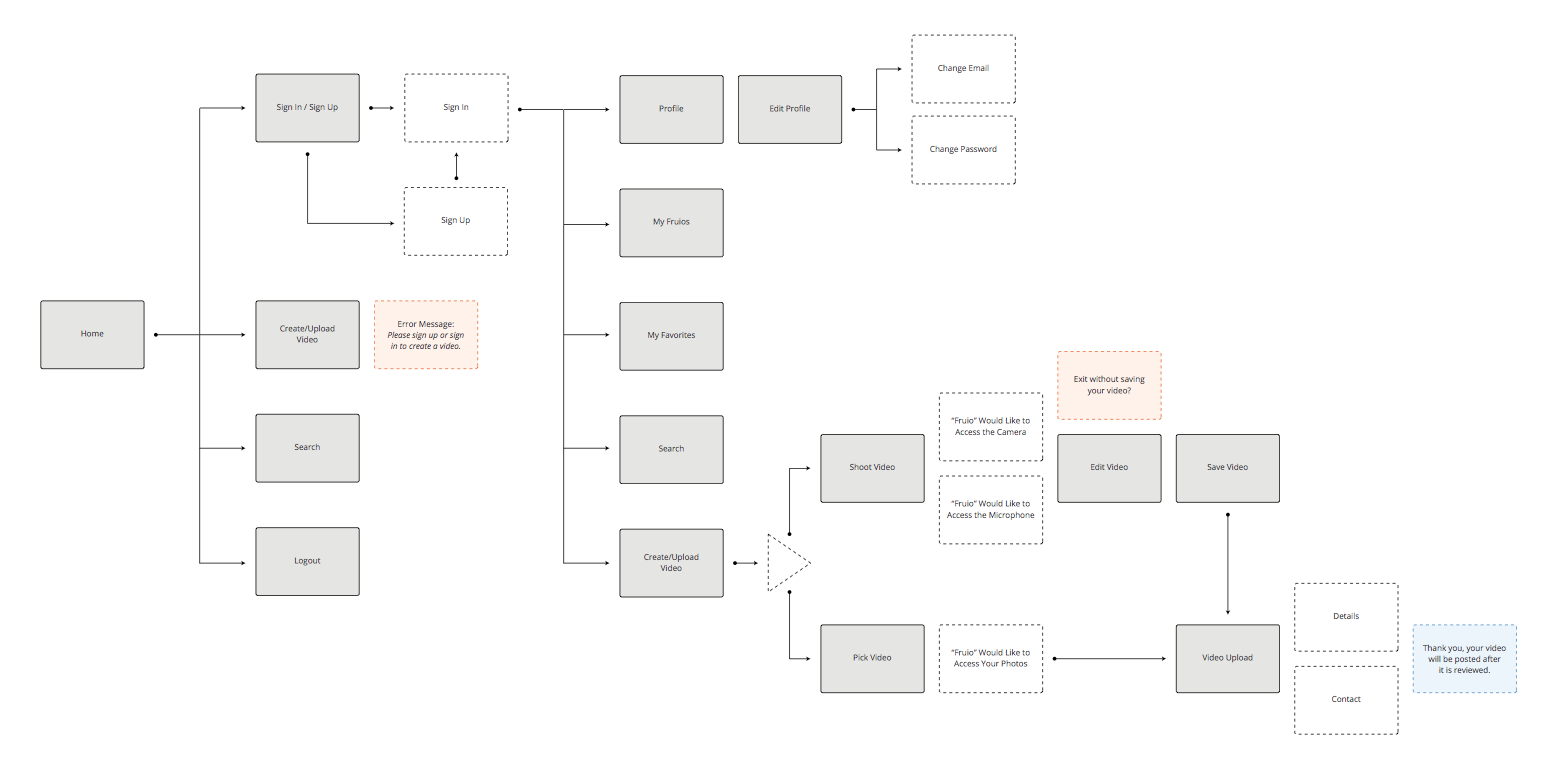 Change Email
Sign In / Sign Up
Sign In
Profile
Edit Profile
Change Password
Sign Up
My Fruios
Home
Create/Upload
Video
Error Message:
Please sign up or sign
in to create a video.
My Favorites
Exit without saving
your video?
"Fruio" Would Like to
Access the Camera
Search
Search
Shoot Video
Edit Video
Save Video
"Fruio" Would Like to
Access the Microphone
Logout
Create/Upload
Video
Details
Pick Video
"Fruio" Would Like to
Access Your Photos
Video Upload
Thank you, your video
will be posted after
it is reviewed.
Contact